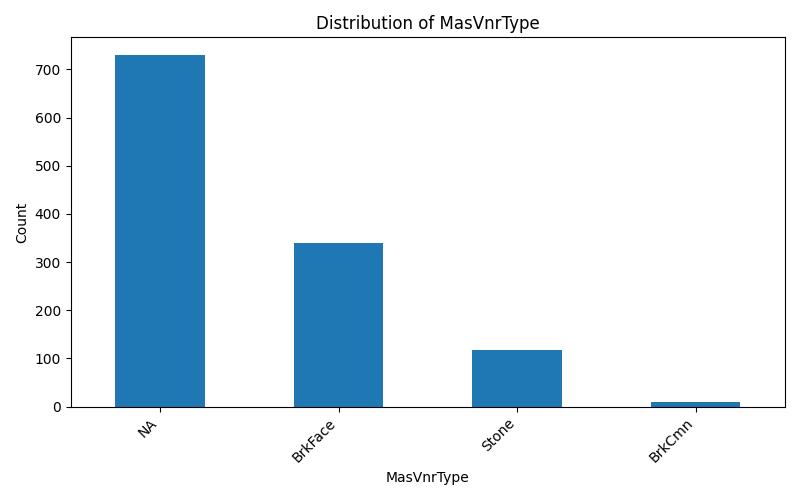 Distribution of MasVnrType
700
600
500
400
300
200
100
0
Count
NA
BrkFace
Stone
BrkCmn
MasVnrType